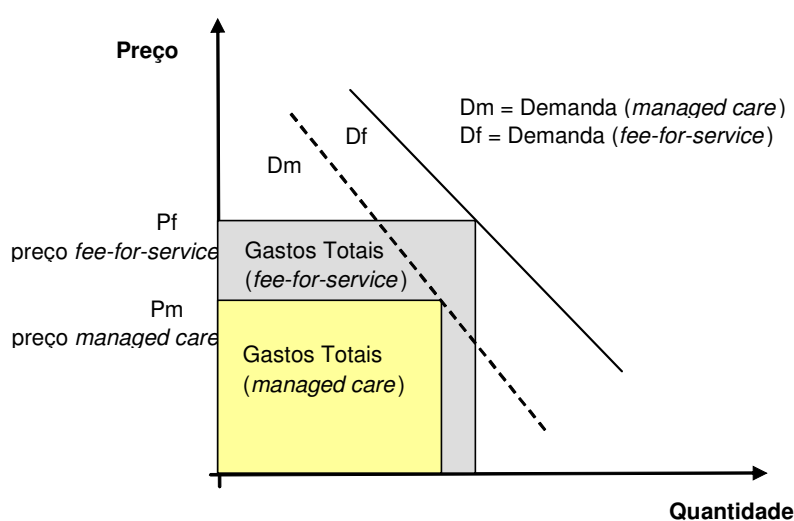 Preço
Dm = Demanda (managed care)
Df = Demanda (fee-for-service)
Df
Dm
Pf
preço fee-for-service
Gastos Totais
(fee-for-service)
Pm
preço managed care
Gastos Totais
(managed care)
Quantidade